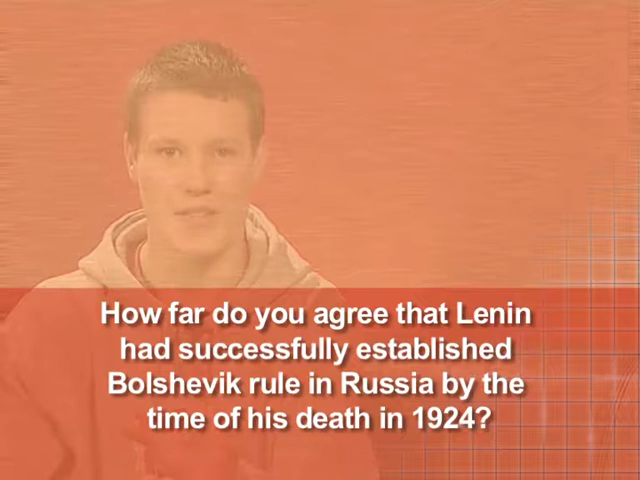 How far do you agree that Lenin
had successfully established
Bolshevik rule in Russia by the
time of his death in 1924?